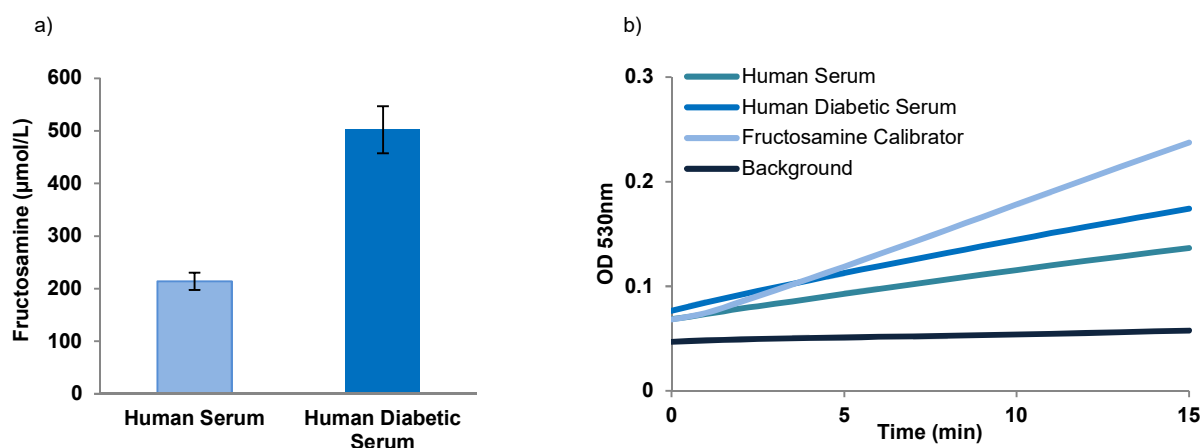 a)
Fructosamine (µmol/L)
600
500
400
300
200
100
0
Human Serum
Human Diabetic
Serum
b)
OD 530nm
0.3
0.2
0.1
0
Human Serum
Human Diabetic Serum
Fructosamine Calibrator
Background
0
5
10
15
Time (min)